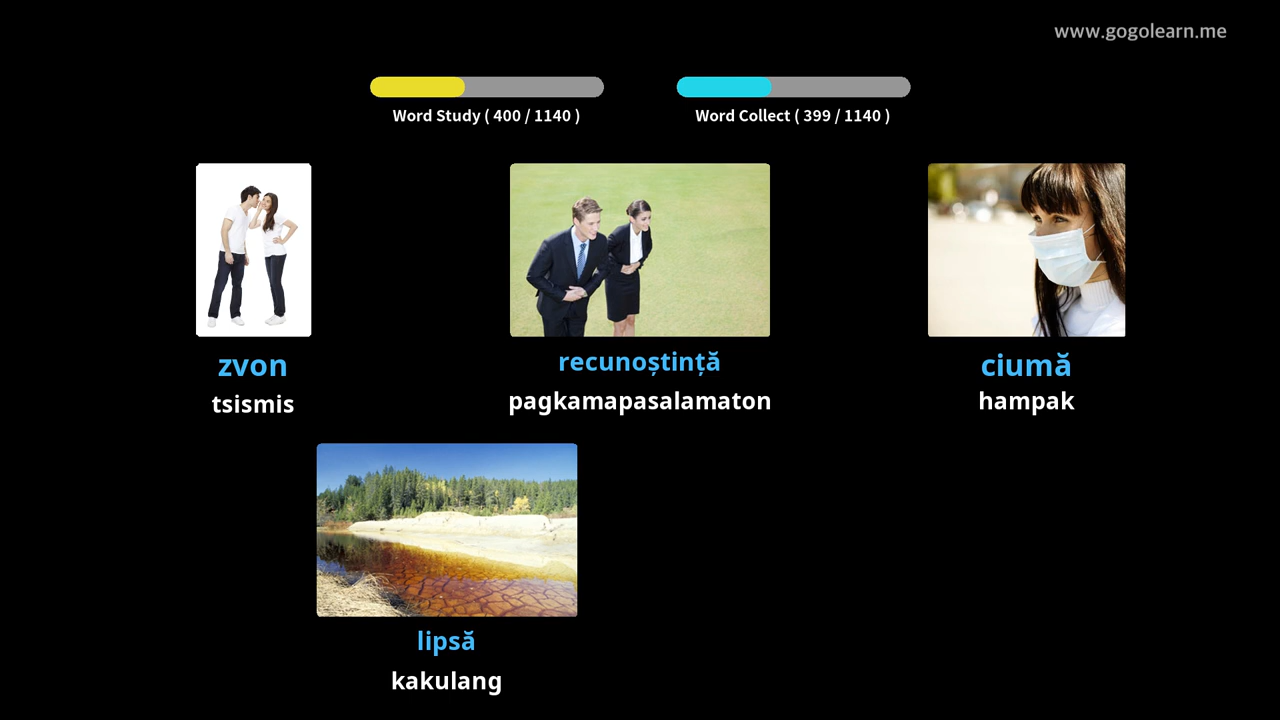 www.gogolearn.me
Word Study ( 400 / 1140 )
Word Collect ( 399 / 1140 )
zvon
tsismis
recunoștință
pagkamapasalamaton
ciumă
hampak
lipsă
kakulang